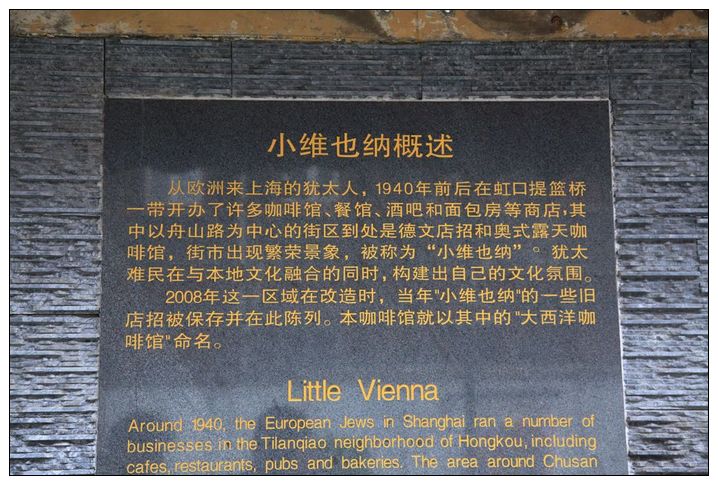 小维也纳概述
从欧洲来上海的犹太人，1940年前后在虹口提篮桥
一带开办了许多咖啡馆、餐馆、酒吧和面包房等商店，其
中以舟山路为中心的街区到处是德文店招和奥式露天咖
啡馆，街市出现繁荣景象，被称为“小维也纳”。犹太
难民在与本地文化融合的同时，构建出自己的文化氛围。
2008年这一区域在改造时，当年"小维也纳"的一些旧
店招被保存并在此陈列。本咖啡馆就以其中的"大西洋咖
啡馆"命名。
Little Vienna
Around 1940, the European Jews in Shanghai ran a number of
businesses in the Tilanqiao neighborhood of Hongkou, including
cafes, restaurants, pubs and bakeries. The area around Chusan